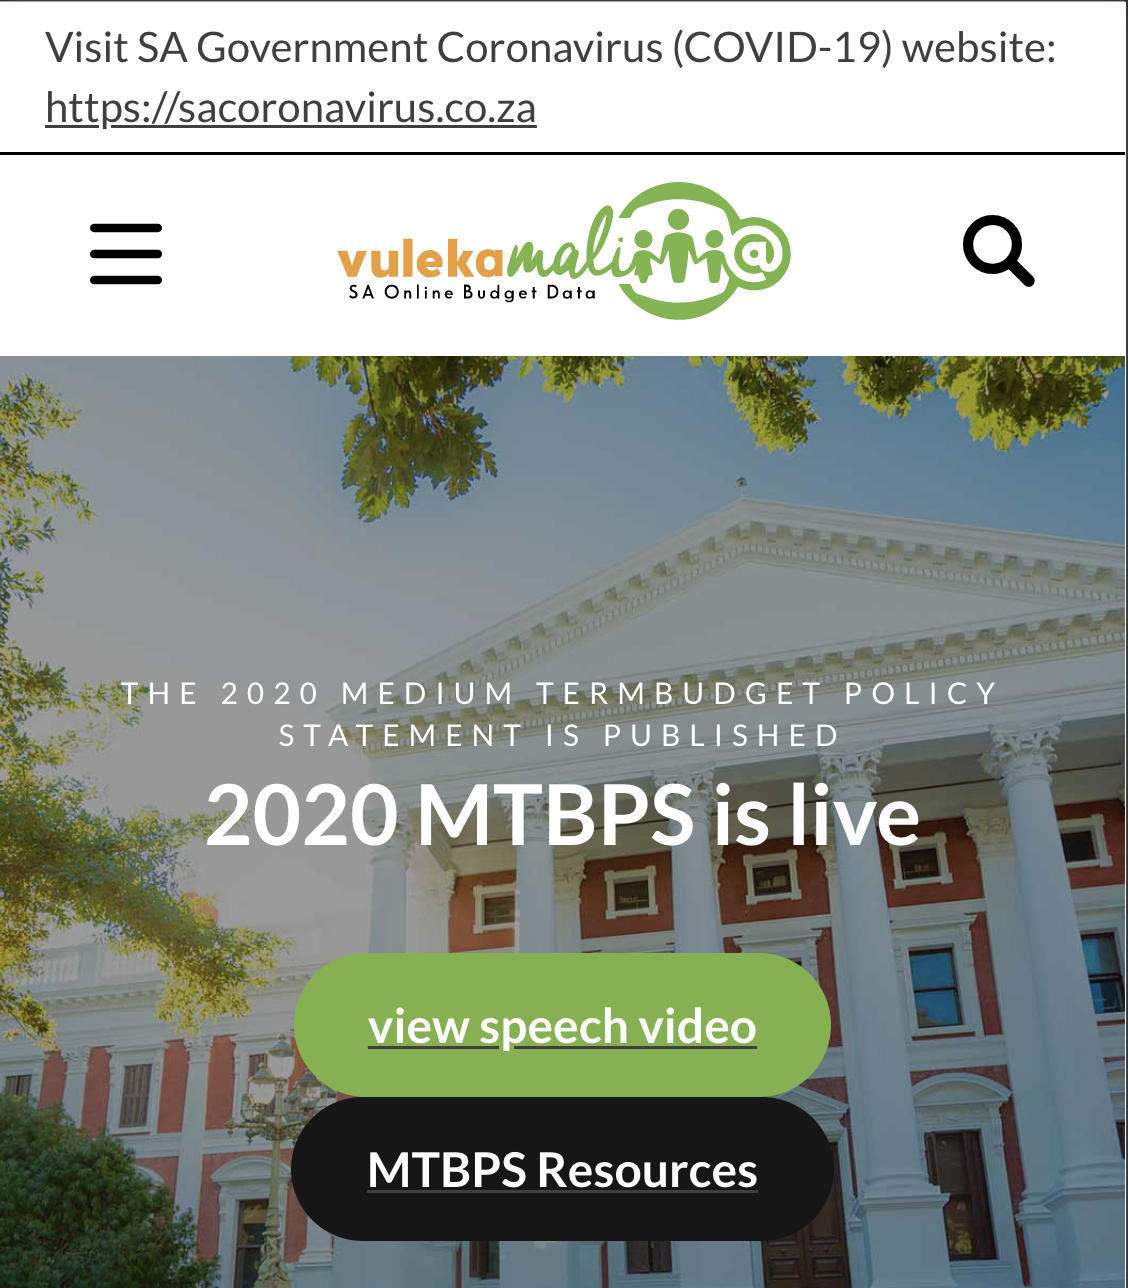 Visit SA Government Coronavirus (COVID-19) website:
https://sacoronavirus.co.za
vulekamali@
SA Online Budget Data
THE 2020 MEDIUM TERMBUDGET POLICY
STATEMENT IS PUBLISHED
2020 MTBPS is live
view speech video
MTBPS Resources